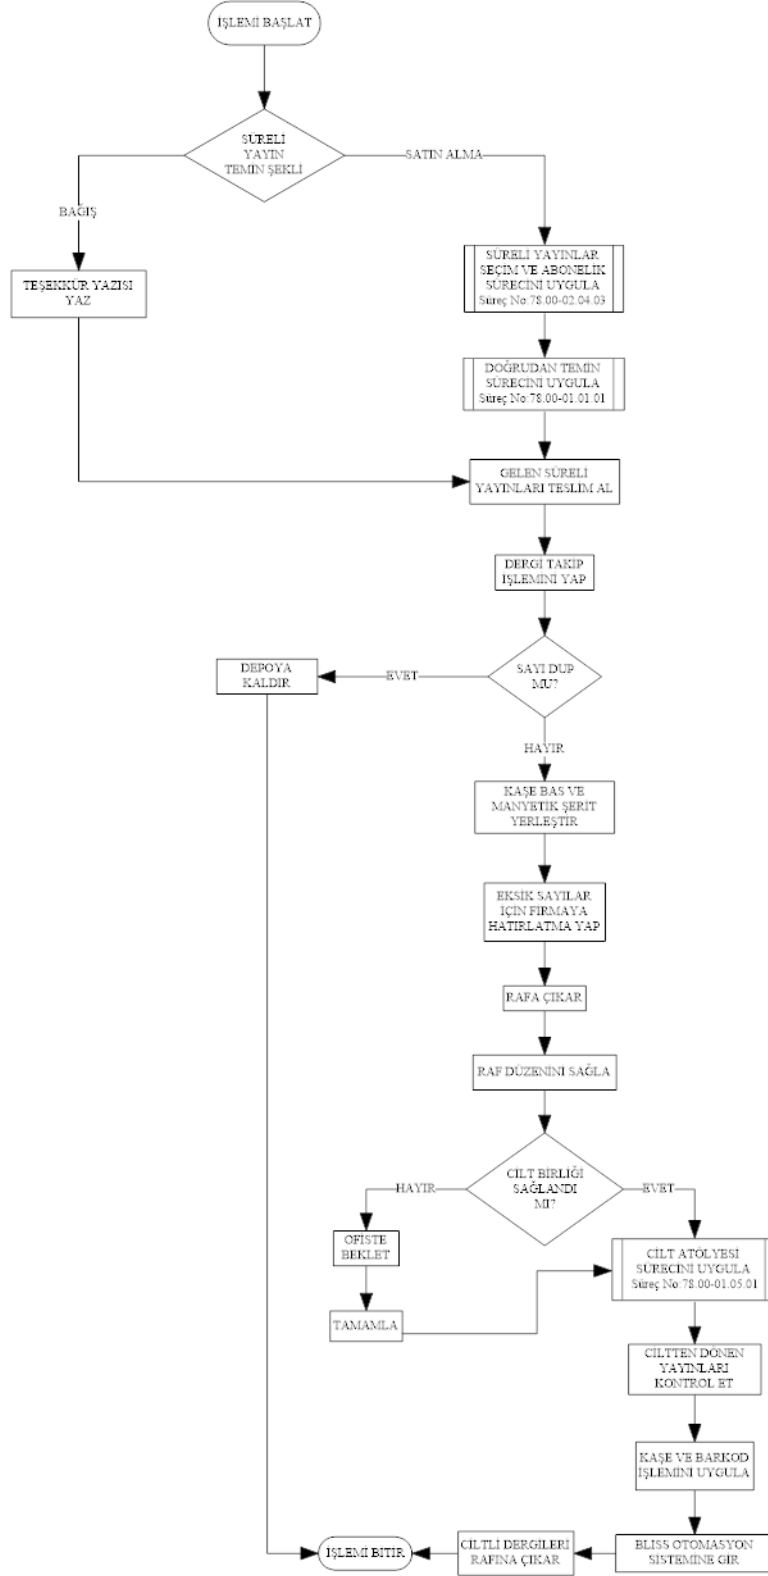 İŞLEMİ BAŞLAT
SÜRELİ
YAYIN
TEMİN ŞEKLİ
SATIN ALMA
BAĞIŞ
TEŞEKKÜR YAZISI
YAZ
SÜRELİ YAYINLAR
SEÇİM VE ABONELİK
SÜRECİNİ UYGULA
Süreç No:78.00-02.04.03
DOĞRUDAN TEMİN
SÜRECİNİ UYGULA
Süreç No:78.00-01.01.01
GELEN SÜRELİ
YAYINLARI TESLİM AL
DERGİ TAKİP
İŞLEMİNİ YAP
SAYI DUP
MU?
EVET
DEPOYA
KALDIR
HAYIR
KAŞE BAS VE
MANYETİK ŞERİT
YERLEŞTİR
EKSİK SAYILAR
İÇİN FİRMAYA
HATIRLATMA YAP
RAFA ÇIKAR
RAF DÜZENİNİ SAĞLA
CİLT BİRLİĞİ
SAĞLANDI
MI?
HAYIR
EVET
OFİSTE
BEKLET
TAMAMLA
CİLT ATÖLYESİ
SÜRECİNİ UYGULA
Süreç No:78.00-01.05.01
CİLTTEN DÖNEN
YAYINLARI
KONTROL ET
KAŞE VE BARKOD
İŞLEMİNİ UYGULA
BLISS OTOMASYON
SİSTEMİNE GİR
CİLTLİ DERGİLERİ
RAFINA ÇIKAR
İŞLEMİ BİTİR